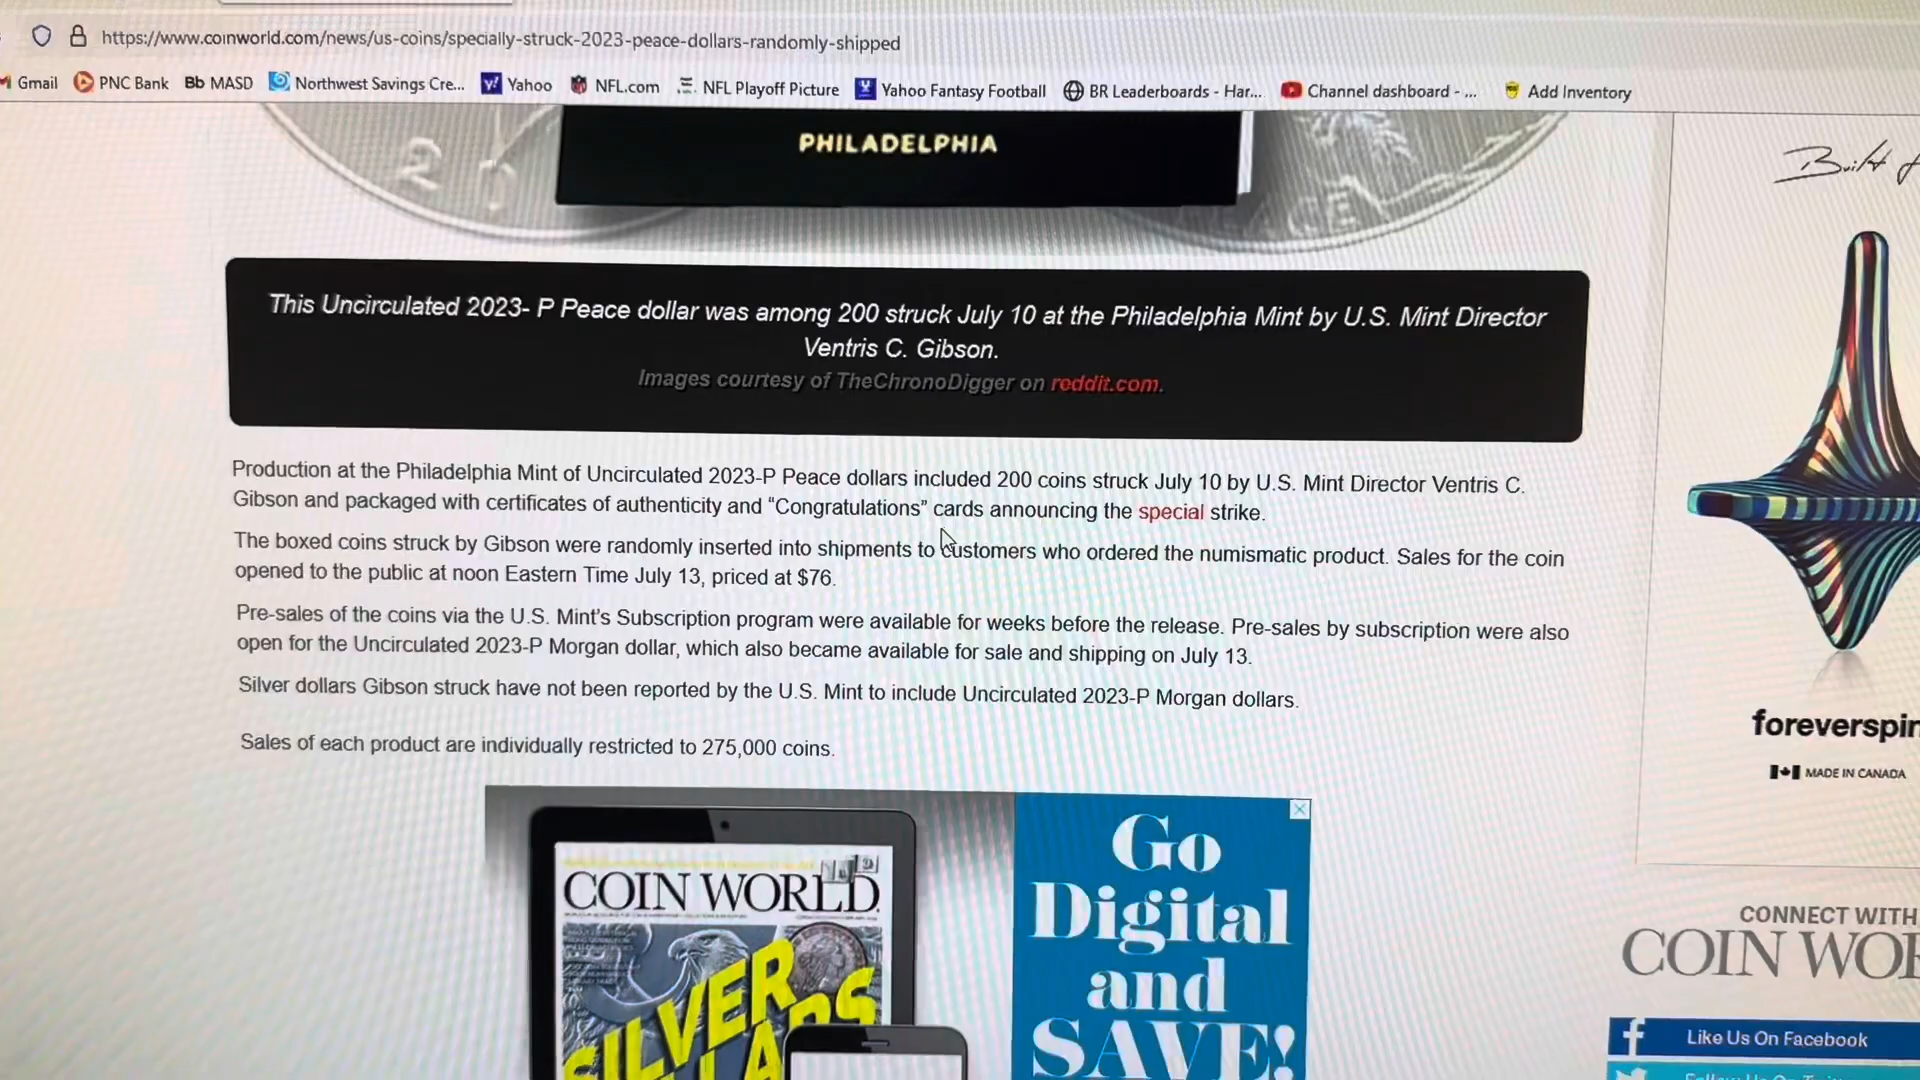 https://www.coinworld.com/news/us-coins/specially-struck-2023-peace-dollars-randomly-shipped
Gmail PNC Bank Bb MASD Northwest Savings Cre... Yahoo NFL.com NFL Playoff Picture Yahoo Fantasy Football BR Leaderboards - Har... Channel dashboard - ... Add Inventory
PHILADELPHIA
This Uncirculated 2023- P Peace dollar was among 200 struck July 10 at the Philadelphia Mint by U.S. Mint Director
Ventris C. Gibson.
Images courtesy of TheChronoDigger on reddit.com.
Production at the Philadelphia Mint of Uncirculated 2023-P Peace dollars included 200 coins struck July 10 by U.S. Mint Director Ventris C.
Gibson and packaged with certificates of authenticity and “Congratulations” cards announcing the special strike.
The boxed coins struck by Gibson were randomly inserted into shipments to customers who ordered the numismatic product. Sales for the coin
opened to the public at noon Eastern Time July 13, priced at $76.
Pre-sales of the coins via the U.S. Mint’s Subscription program were available for weeks before the release. Pre-sales by subscription were also
open for the Uncirculated 2023-P Morgan dollar, which also became available for sale and shipping on July 13.
Silver dollars Gibson struck have not been reported by the U.S. Mint to include Uncirculated 2023-P Morgan dollars.
Sales of each product are individually restricted to 275,000 coins.
COIN WORLD
SILVER
Go
Digital
and
SAVE!
Built
foreverspin
MADE IN CANADA
CONNECT WITH
COIN WOR
Like Us On Facebook